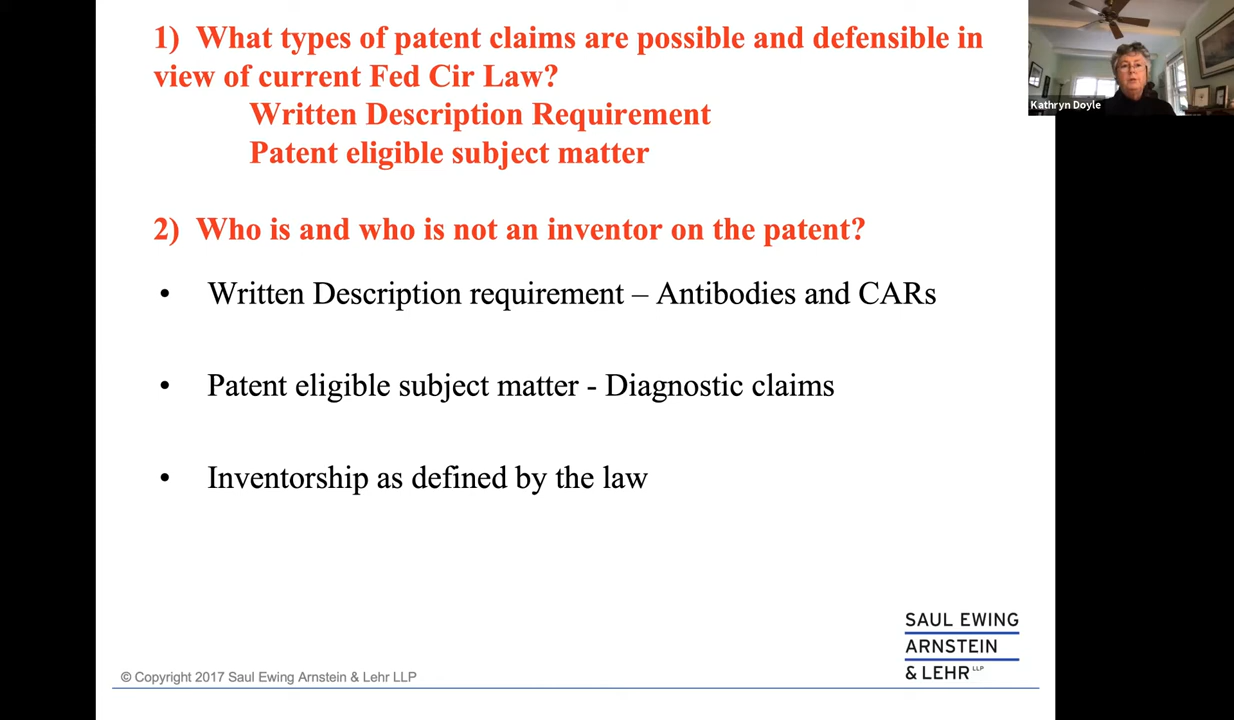 1) What types of patent claims are possible and defensible in
view of current Fed Cir Law?
Written Description Requirement
Patent eligible subject matter
2) Who is and who is not an inventor on the patent?
• Written Description requirement – Antibodies and CARs
• Patent eligible subject matter - Diagnostic claims
• Inventorship as defined by the law
Kathryn Doyle
SAUL EWING
ARNSTEIN
& LEHR LLP
© Copyright 2017 Saul Ewing Arnstein & Lehr LLP